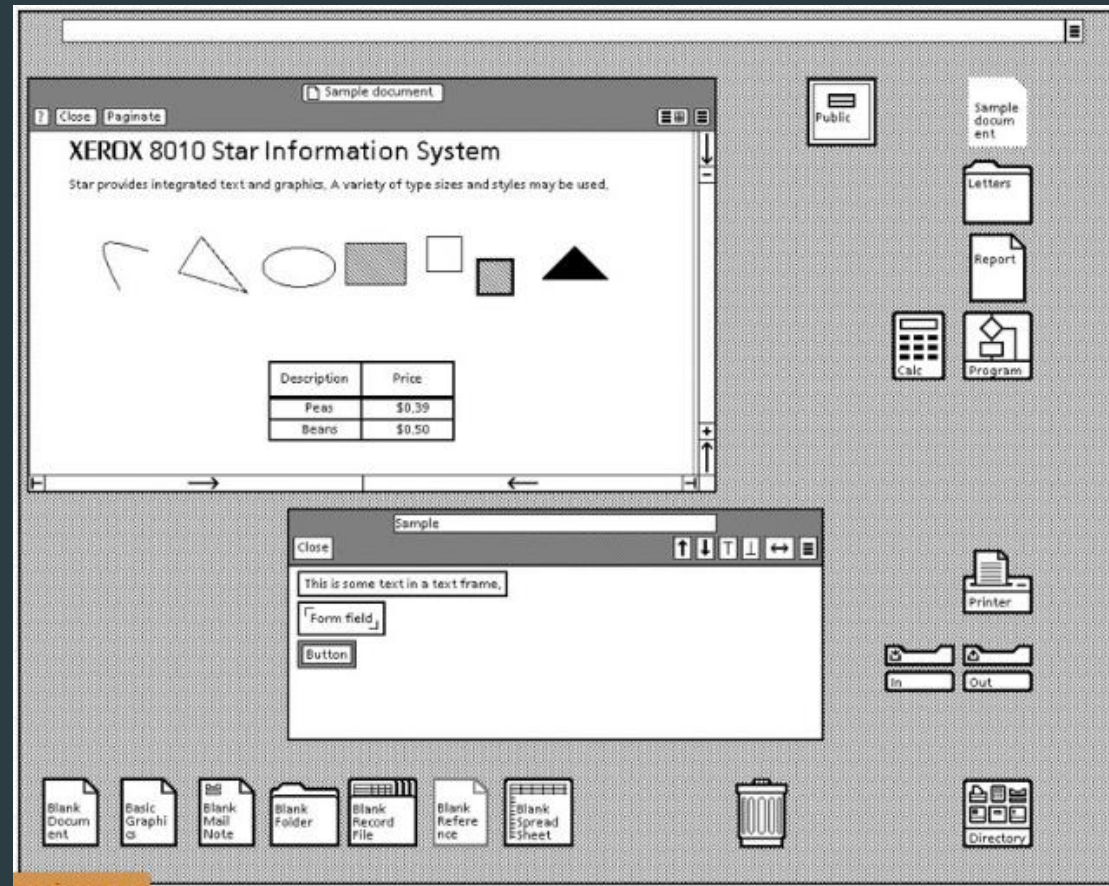 Sample document
? Close Paginate
XEROX 8010 Star Information System
Star provides integrated text and graphics. A variety of type sizes and styles may be used.
Description Price
Peas $0.39
Beans $0.50
Public
Sample
docum
ent
Letters
Report
Calc
Program
Sample
Close
This is some text in a text frame.
Form field
Button
Printer
In
Out
Blank
Docum
ent
Basic
Graphi
cs
Blank
Mail
Note
Blank
Folder
Blank
Record
File
Blank
Refere
nce
Blank
Spread
Sheet
Directory